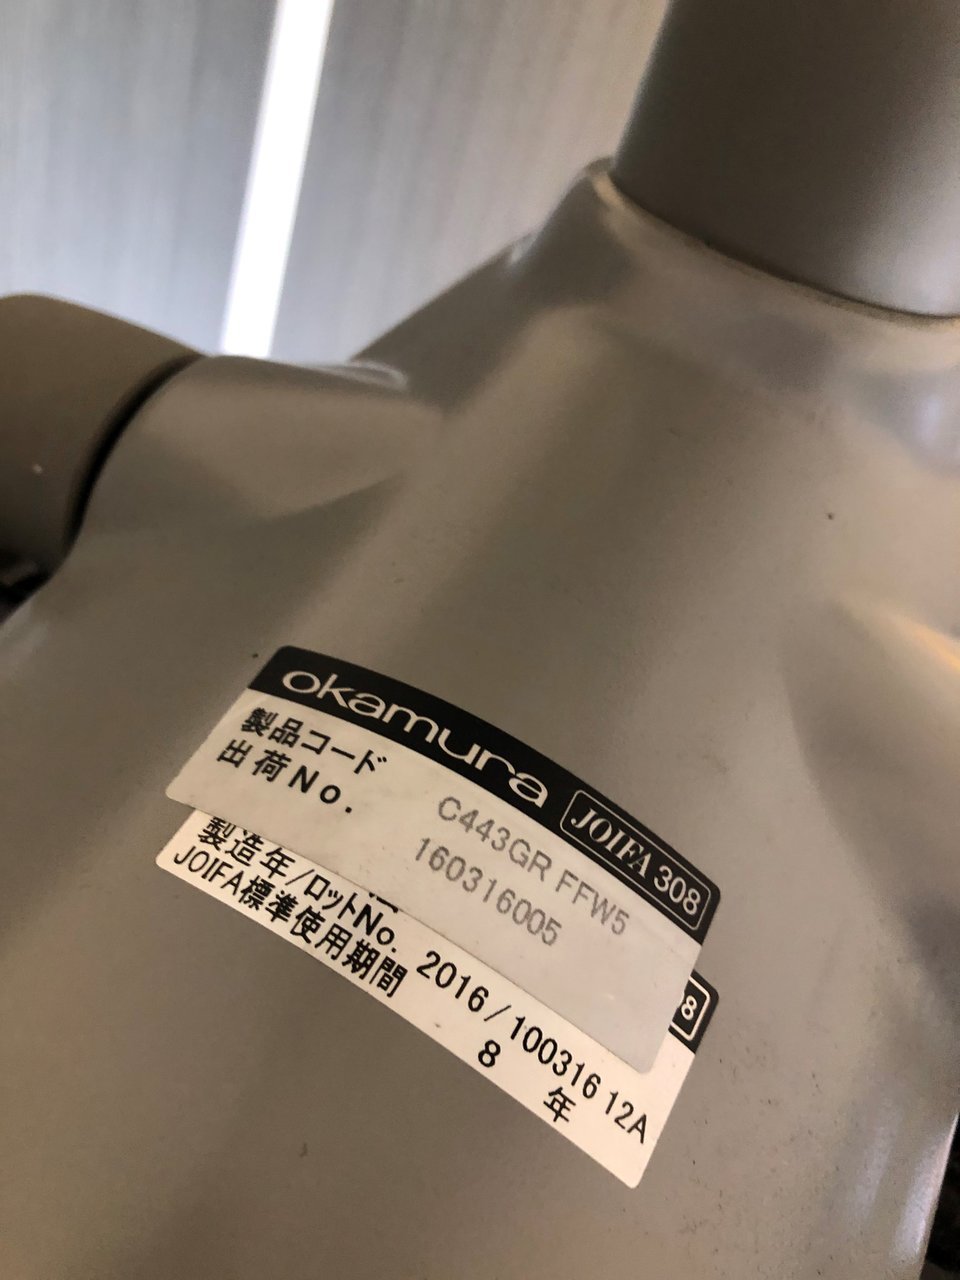 okamura JOIFA 308
製品コード C443GR FFW5
出荷No. 160316005
8
製造年/ロットNo. 2016/100316 12A
JOIFA標準使用期間 8 年